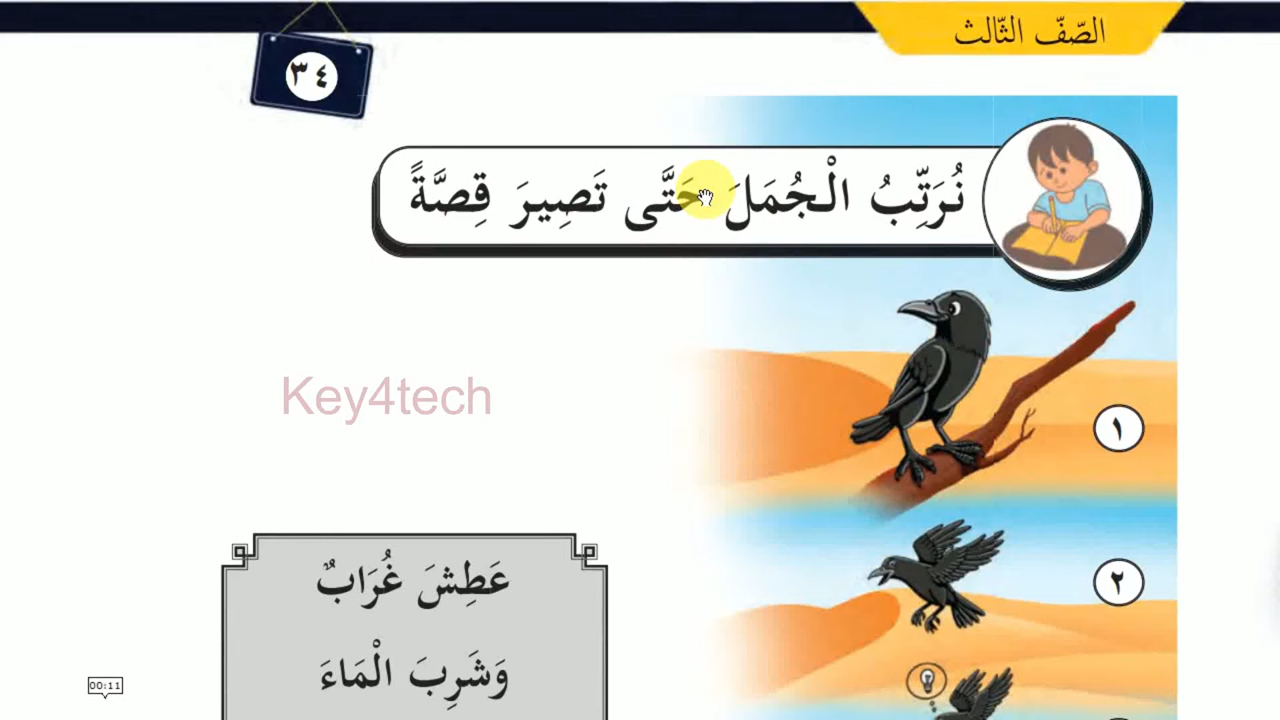 الصّفّ الثّالث
٣٤
نُرَتِّبُ الْجُمَلَ حَتَّى تَصِيرَ قِصَّةً
Key4tech
١
٢
عَطِشَ غُرَابٌ
وَشَرِبَ الْمَاءَ
00:11